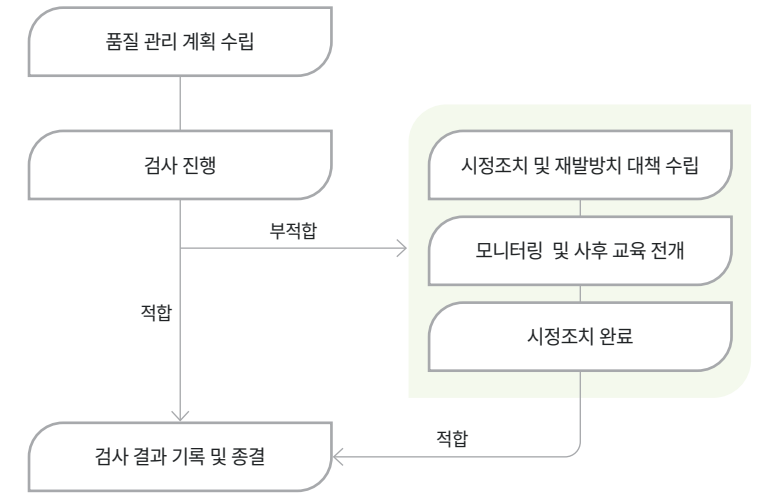 품질 관리 계획 수립
검사 진행
부적합
적합
시정조치 및 재발방치 대책 수립
모니터링 및 사후 교육 전개
시정조치 완료
적합
검사 결과 기록 및 종결